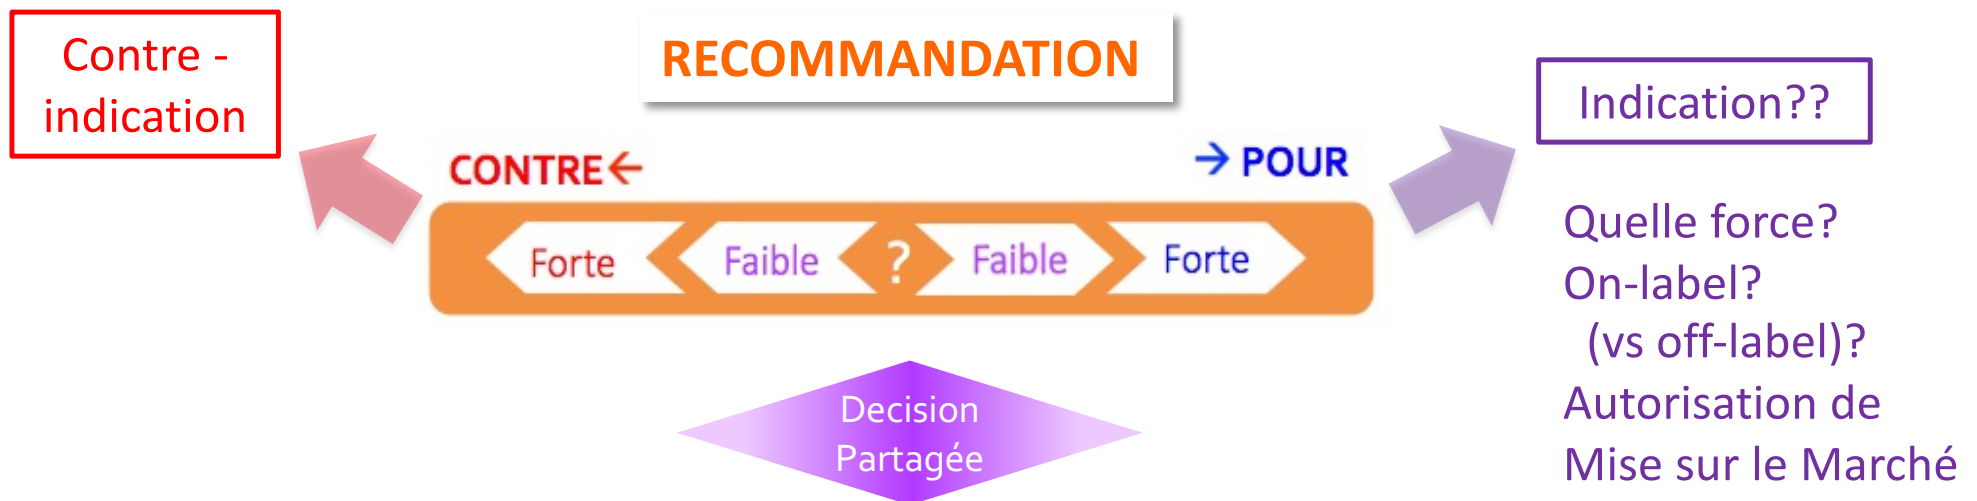 Contre -
indication
RECOMMANDATION
Indication??
CONTRE←
→ POUR
Forte Faible ? Faible Forte
Quelle force?
On-label?
(vs off-label)?
Autorisation de
Mise sur le Marché
Decision
Partagée